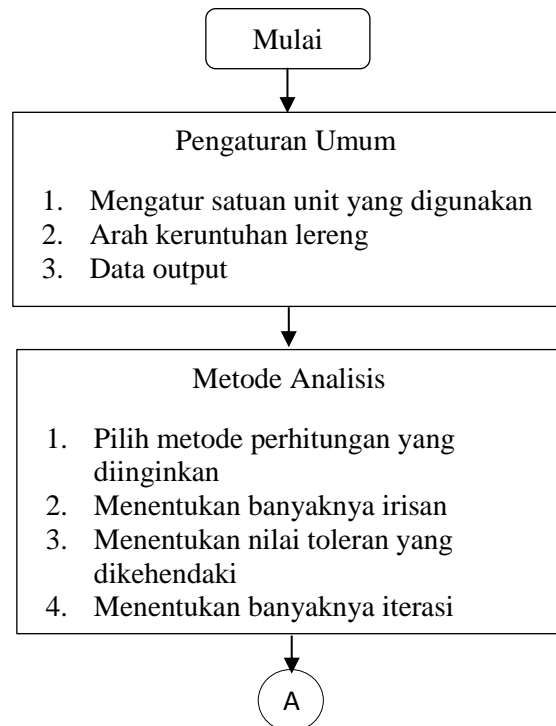 Mulai
Pengaturan Umum
1. Mengatur satuan unit yang digunakan
2. Arah keruntuhan lereng
3. Data output
Metode Analisis
1. Pilih metode perhitungan yang
diinginkan
2. Menentukan banyaknya irisan
3. Menentukan nilai toleran yang
dikehendaki
4. Menentukan banyaknya iterasi
A